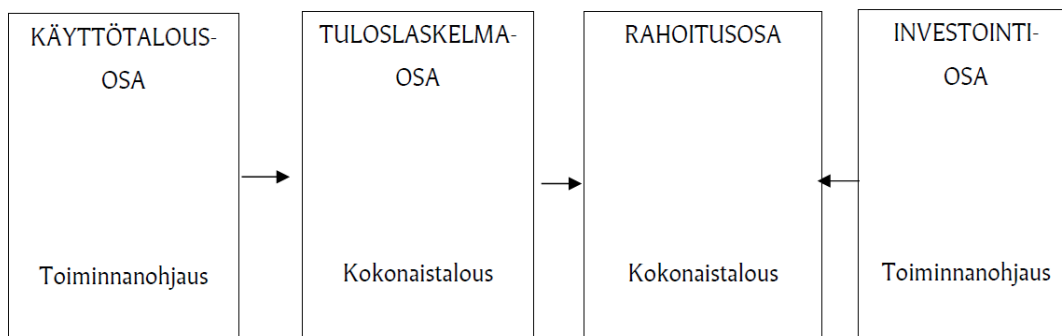 KÄYTTÖTALOUS-
OSA
Toiminnanohjaus
TULOSLASKELMA-
OSA
Kokonaistalous
RAHOITUSOSA
Kokonaistalous
INVESTOINTI-
OSA
Toiminnanohjaus